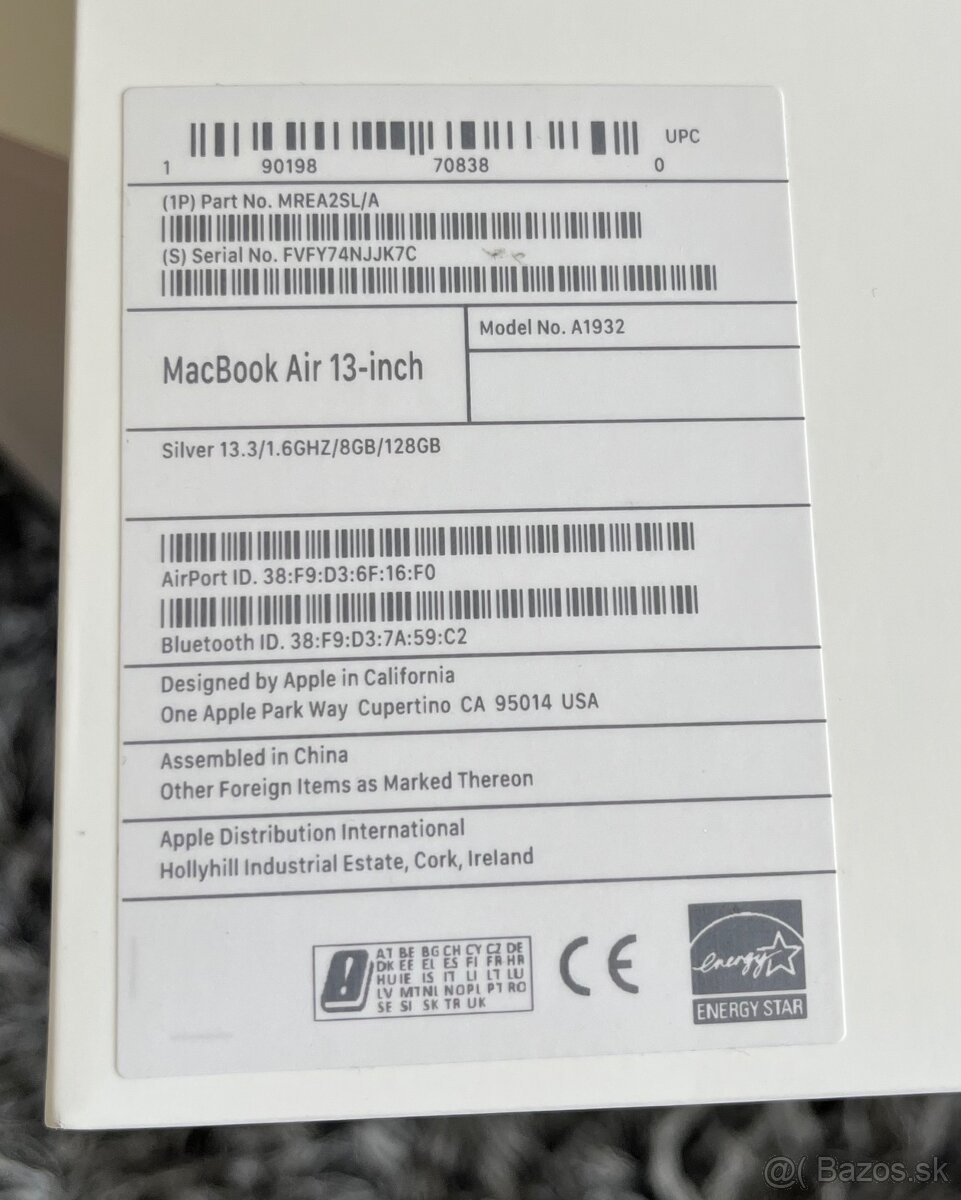 UPC
1 90198 70838 0
(1P) Part No. MREA2SL/A
(S) Serial No. FVFY74NJJK7C
MacBook Air 13-inch
Model No. A1932
Silver 13.3/1.6GHZ/8GB/128GB
AirPort ID. 38:F9:D3:6F:16:F0
Bluetooth ID. 38:F9:D3:7A:59:C2
Designed by Apple in California
One Apple Park Way Cupertino CA 95014 USA
Assembled in China
Other Foreign Items as Marked Thereon
Apple Distribution International
Hollyhill Industrial Estate, Cork, Ireland
AT BE BG CH CY CZ DE
DK EE EL ES FI FR HR
HU IE IS IT LI LT LU
LV MT NL NO PL PT RO
SE SI SK TR UK
CE
energy
ENERGY STAR
@( Bazos.sk